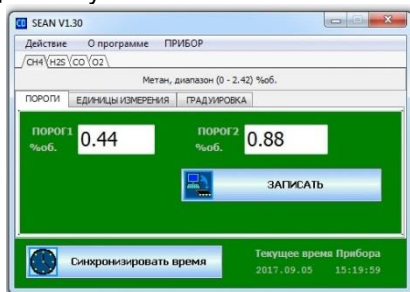 SEAN V1.30
Действие О программе ПРИБОР
CH4 H2S CO O2
Метан, диапазон (0 - 2.42) %об.
ПОРОГИ ЕДИНИЦЫ ИЗМЕРЕНИЯ ГРАДУИРОВКА
ПОРОГ1 %об. 0.44 ПОРОГ2 %об. 0.88
ЗАПИСАТЬ
Синхронизировать время
Текущее время Прибора
2017.09.05 15:19:59